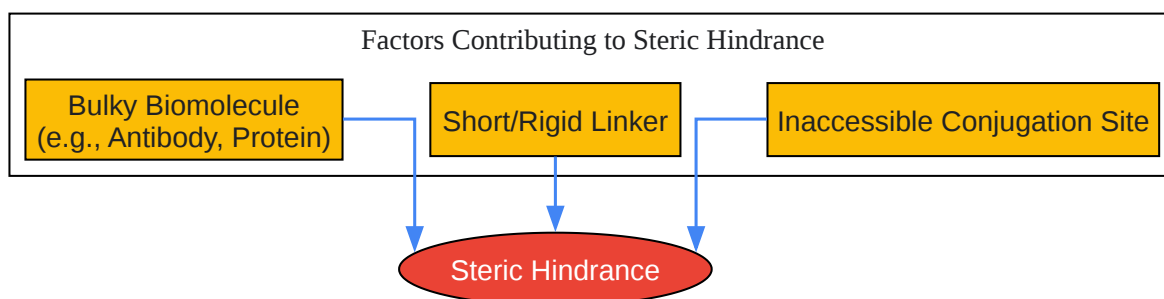 Factors Contributing to Steric Hindrance
Bulky Biomolecule
(e.g., Antibody, Protein)
Short/Rigid Linker
Inaccessible Conjugation Site
Steric Hindrance